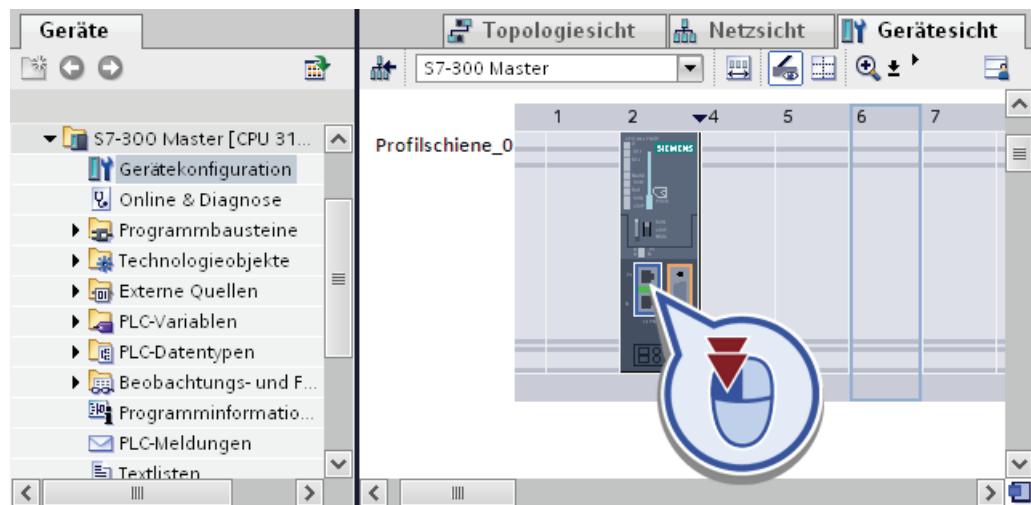 Geräte
Topologiesicht
Netzsicht
Gerätesicht
S7-300 Master
1
2
4
5
6
7
Profilschiene_0
SIEMENS
S7-300 Master [CPU 31...
Gerätekonfiguration
Online & Diagnose
Programmbausteine
Technologieobjekte
Externe Quellen
PLC-Variablen
PLC-Datentypen
Beobachtungs- und F...
Programminformatio...
PLC-Meldungen
Textlisten